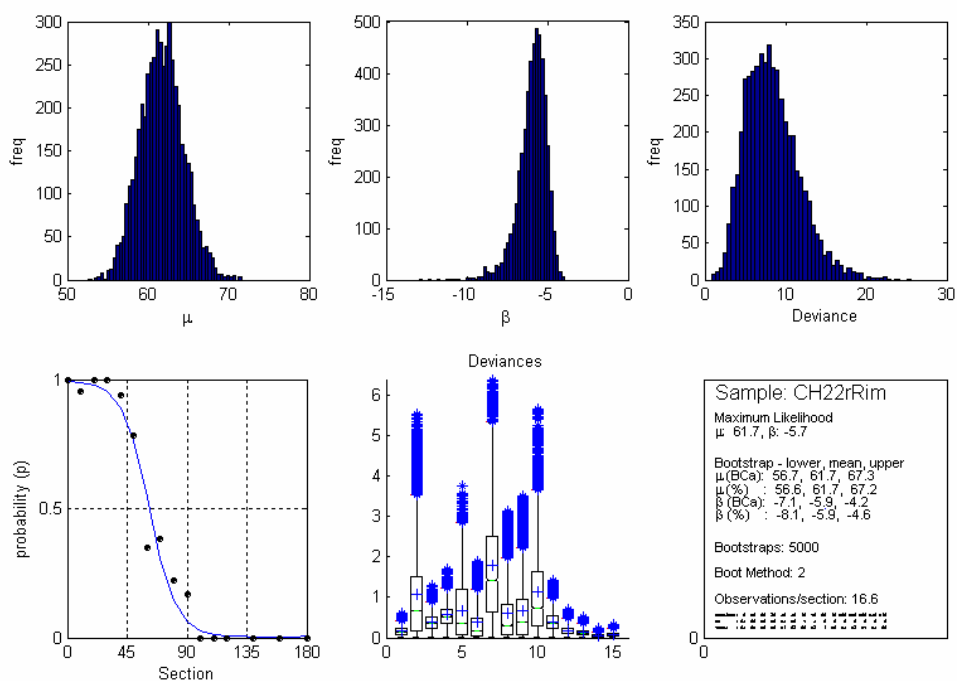 300
250
200
150
100
50
0
freq
50 60 70 80
μ
500
400
300
200
100
0
freq
-15 -10 -5 0
β
350
300
250
200
150
100
50
0
freq
0 10 20 30
Deviance
1
0.5
0
probability (p)
0 45 90 135 180
Section
Deviances
6
5
4
3
2
1
0
0 5 10 15
Sample: CH22rRim
Maximum Likelihood
μ: 61.7, β: -5.7
Bootstrap - lower, mean, upper
μ(BCa): 56.7, 61.7, 67.3
μ(%) : 56.6, 61.7, 67.2
β (BCa): -7.1, -5.9, -4.2
β (%) : -8.1, -5.9, -4.6
Bootstraps: 5000
Boot Method: 2
Observations/section: 16.6
0